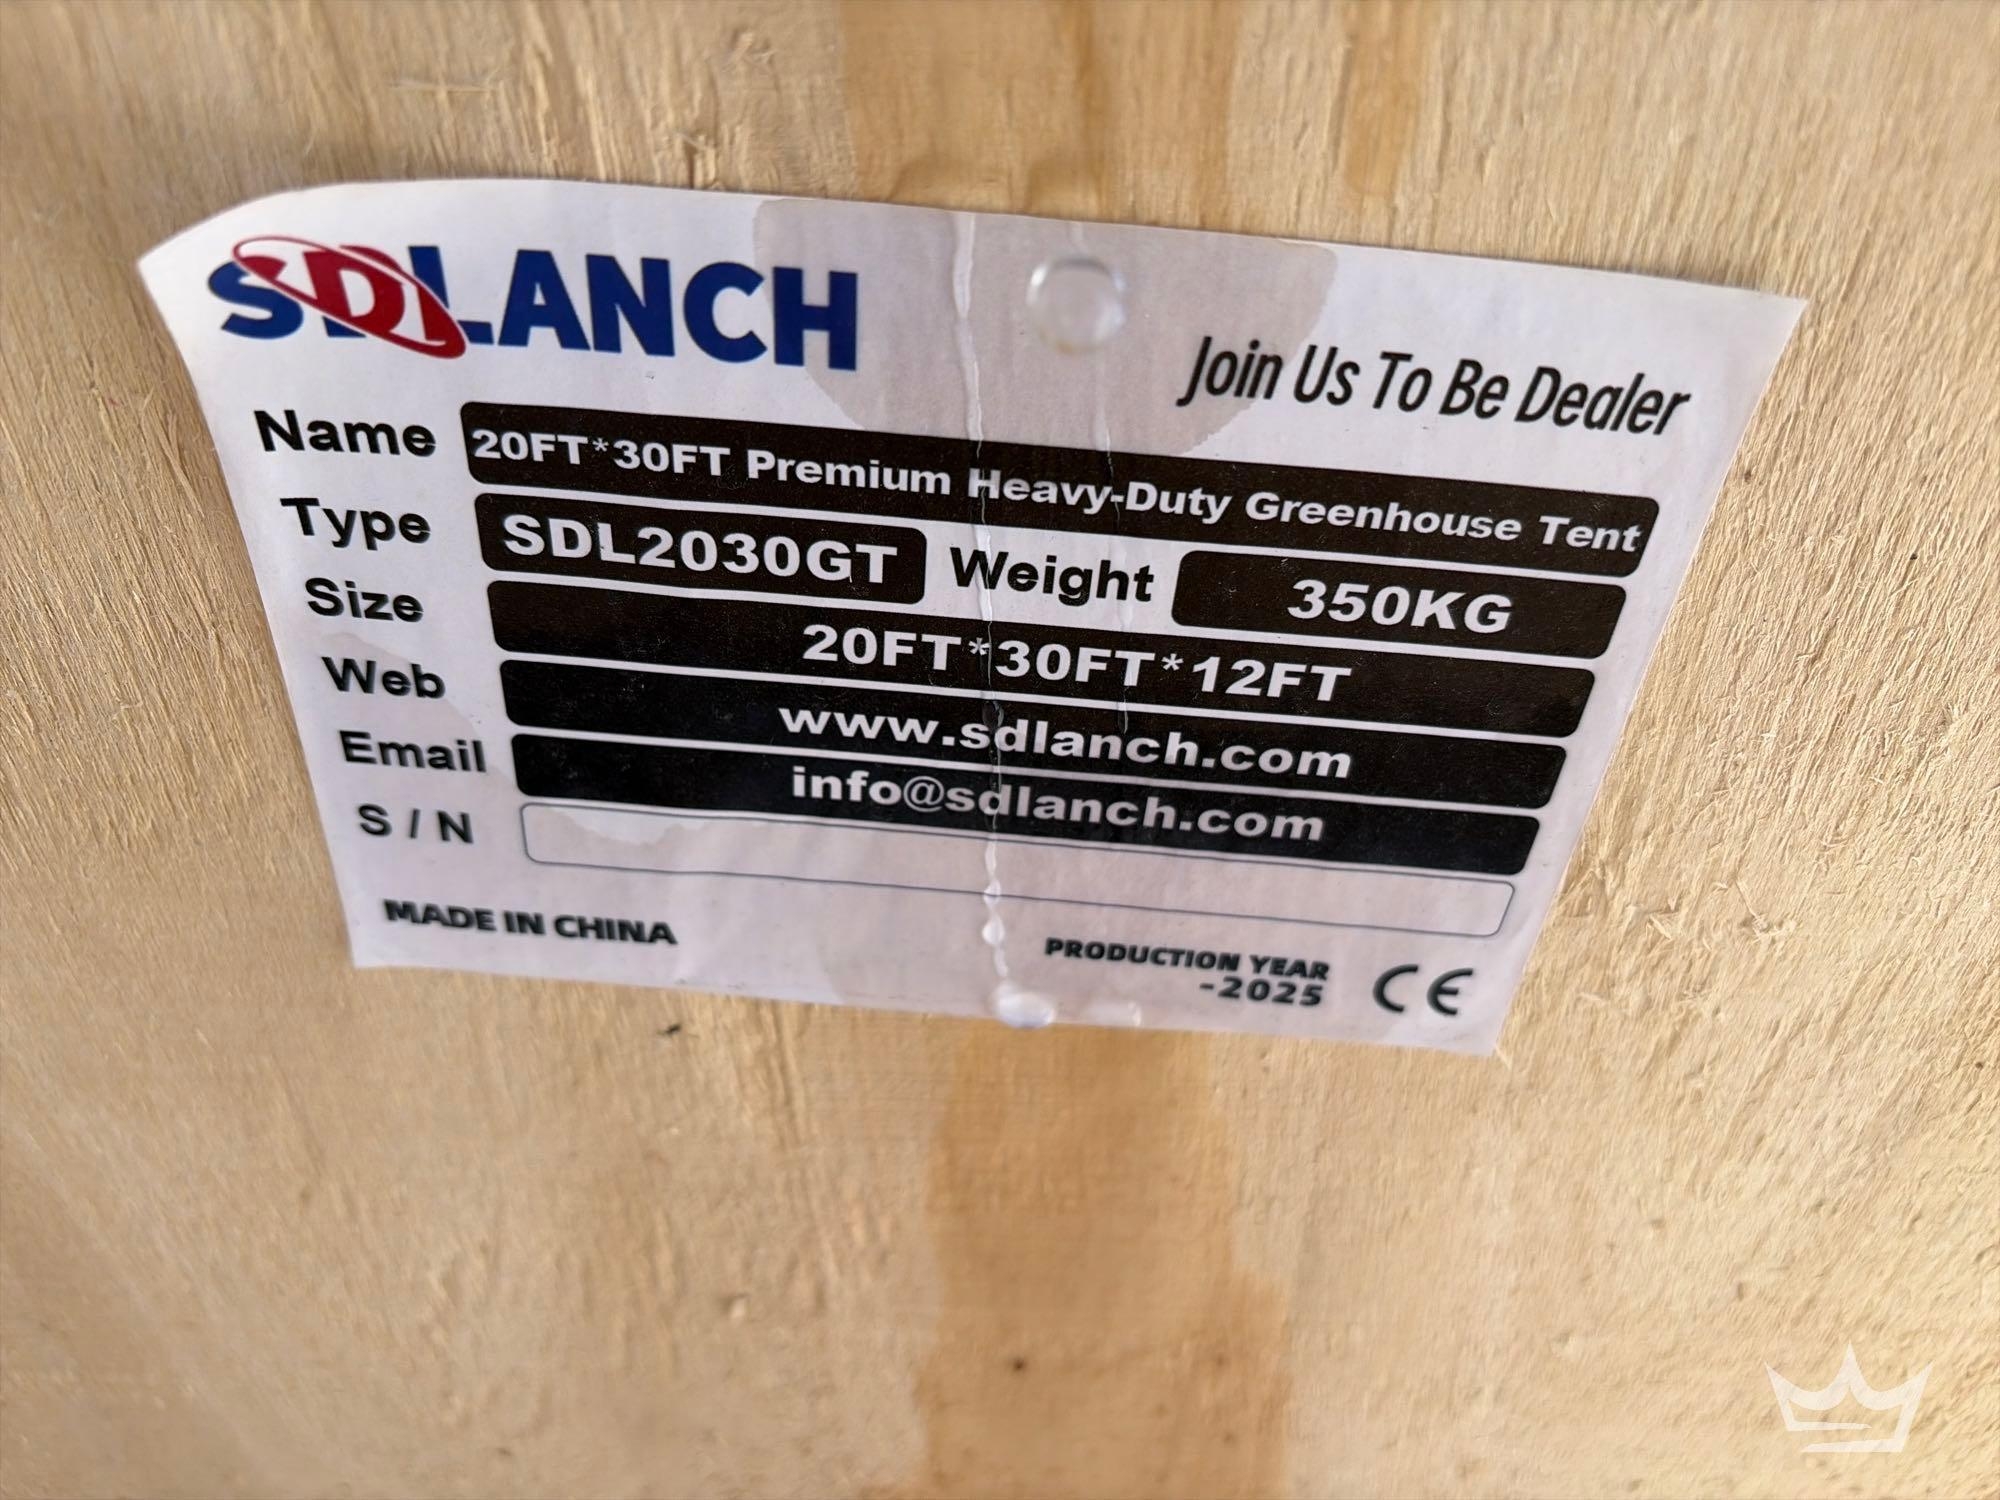 SDLANCH
Join Us To Be Dealer
Name 20FT*30FT Premium Heavy-Duty Greenhouse Tent
Type SDL2030GT Weight 350KG
Size 20FT*30FT*12FT
Web www.sdlanch.com
Email info@sdlanch.com
S / N
MADE IN CHINA
PRODUCTION YEAR
-2025
CE